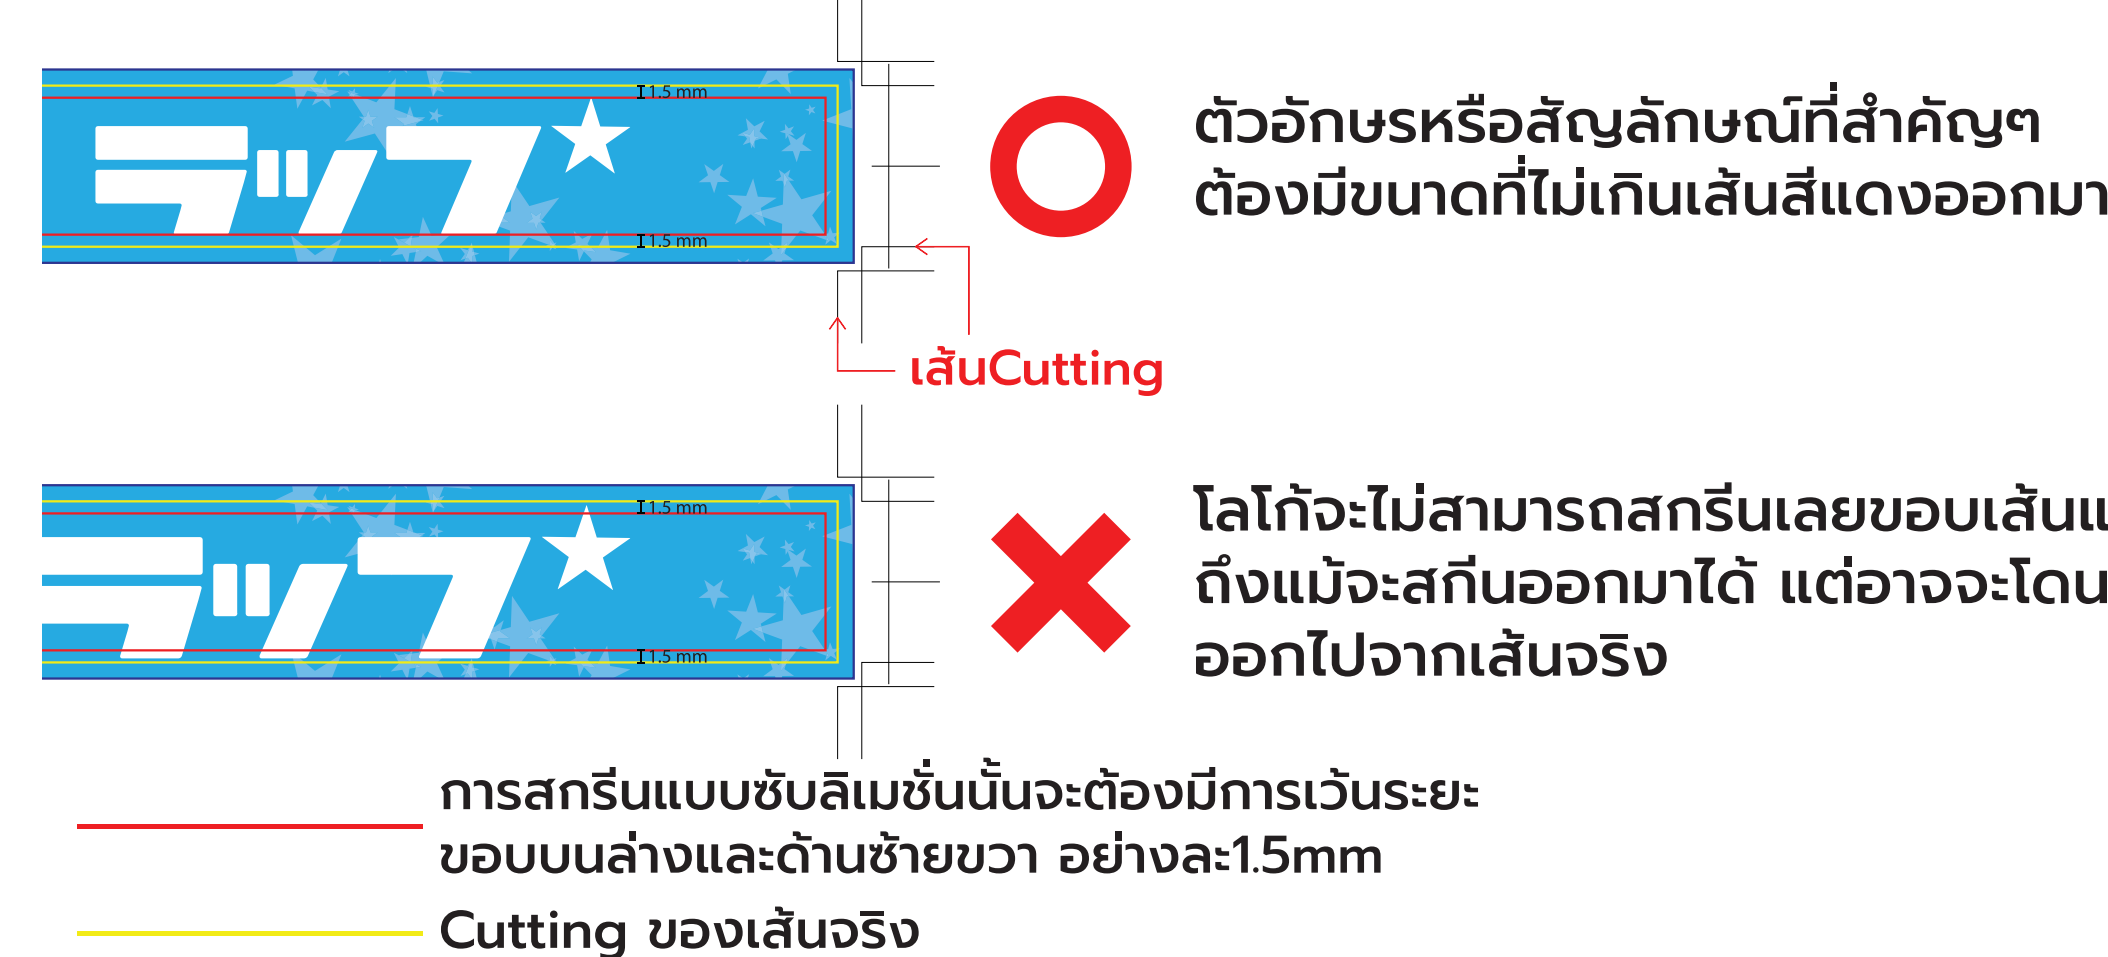 1.5 mm
ラップ★
1.5 mm
ตัวอักษรหรือสัญลักษณ์ที่สำคัญๆ
ต้องมีขนาดที่ไม่เกินเส้นสีแดงออกมา
เส้นCutting
1.5 mm
ラップ★
1.5 mm
โลโก้จะไม่สามารถสกรีนเลยขอบเส้นแ
ถึงแม้จะสกีนออกมาได้ แต่อาจจะโดน
ออกไปจากเส้นจริง
การสกรีนแบบซับลิเมชั่นนั้นจะต้องมีการเว้นระยะ
ขอบบนล่างและด้านซ้ายขวา อย่างละ1.5mm
Cutting ของเส้นจริง